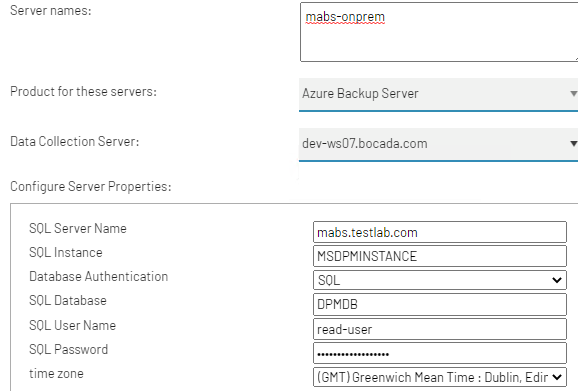 Server names:
mabs-onprem
Product for these servers:
Azure Backup Server
Data Collection Server:
dev-ws07.bocada.com
Configure Server Properties:
SQL Server Name
mabs.testlab.com
SQL Instance
MSDPMINSTANCE
Database Authentication
SQL
SQL Database
DPMDB
SQL User Name
read-user
SQL Password
••••••••••••••••••
time zone
(GMT) Greenwich Mean Time : Dublin, Edir